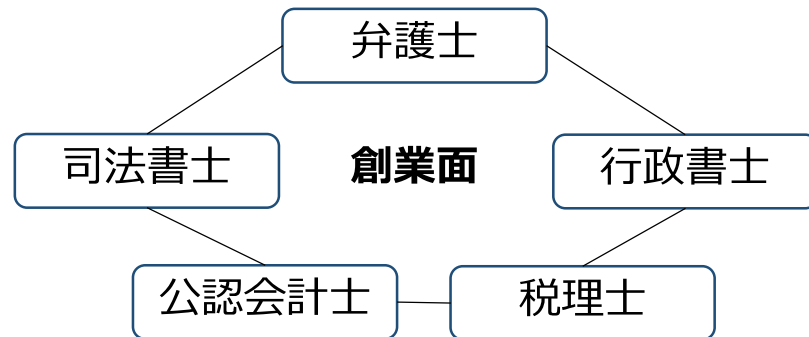 弁護士
司法書士
創業面
行政書士
公認会計士
税理士